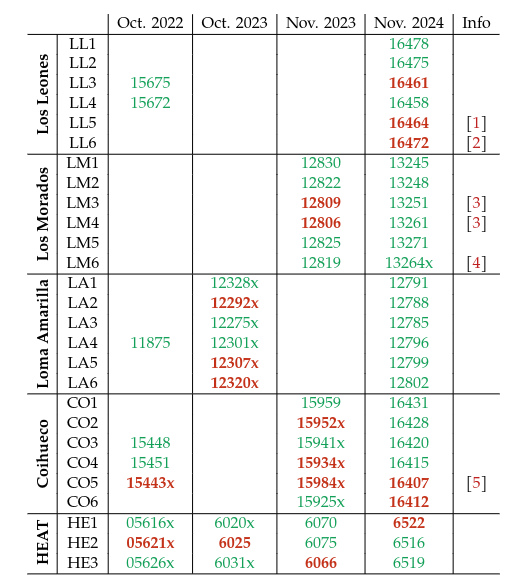 Oct. 2022 Oct. 2023 Nov. 2023 Nov. 2024 Info
Los Leones
LL1 16478
LL2 16475
LL3 15675 16461
LL4 15672 16458
LL5 16464 [1]
LL6 16472 [2]
Los Morados
LM1 12830 13245
LM2 12822 13248
LM3 12809 13251 [3]
LM4 12806 13261 [3]
LM5 12825 13271
LM6 12819 13264x [4]
Loma Amarilla
LA1 12328x 12791
LA2 12292x 12788
LA3 12275x 12785
LA4 11875 12301x 12796
LA5 12307x 12799
LA6 12320x 12802
Coihueco
CO1 15959 16431
CO2 15952x 16428
CO3 15448 15941x 16420
CO4 15451 15934x 16415
CO5 15443x 15984x 16407 [5]
CO6 15925x 16412
HEAT
HE1 05616x 6020x 6070 6522
HE2 05621x 6025 6075 6516
HE3 05626x 6031x 6066 6519